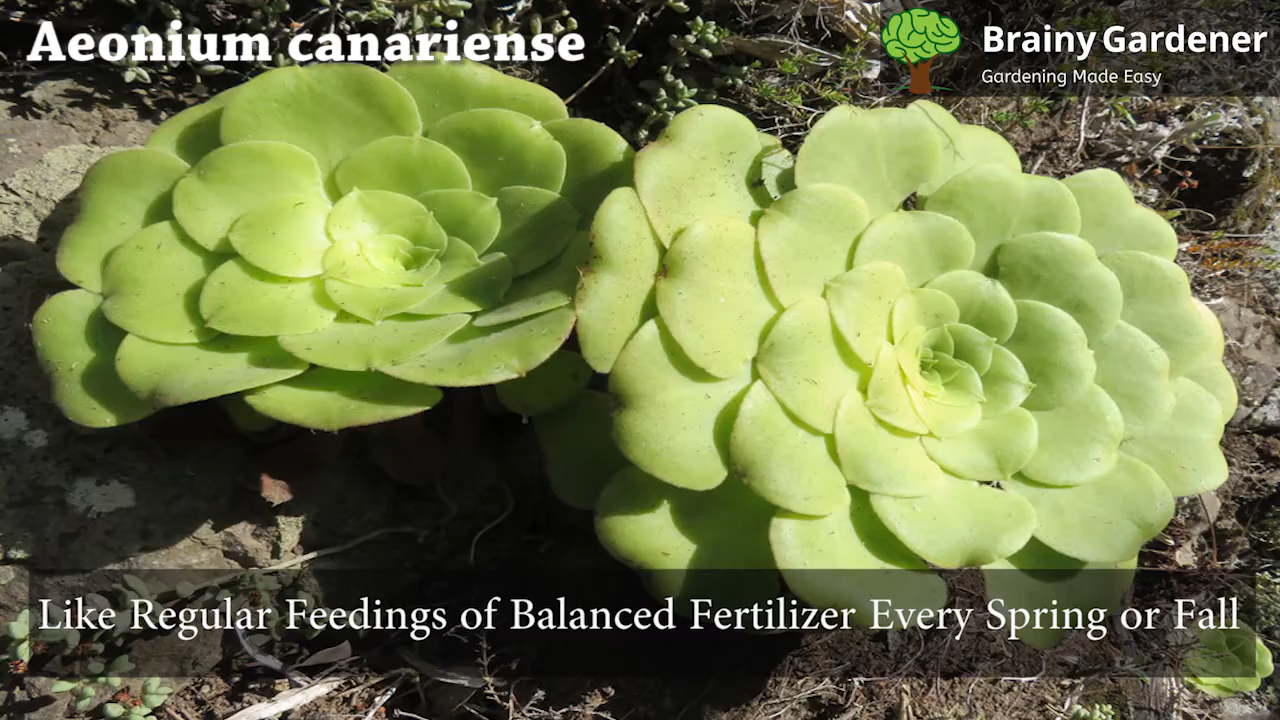 Aeonium canariense
Brainy Gardener
Gardening Made Easy
Like Regular Feedings of Balanced Fertilizer Every Spring or Fall